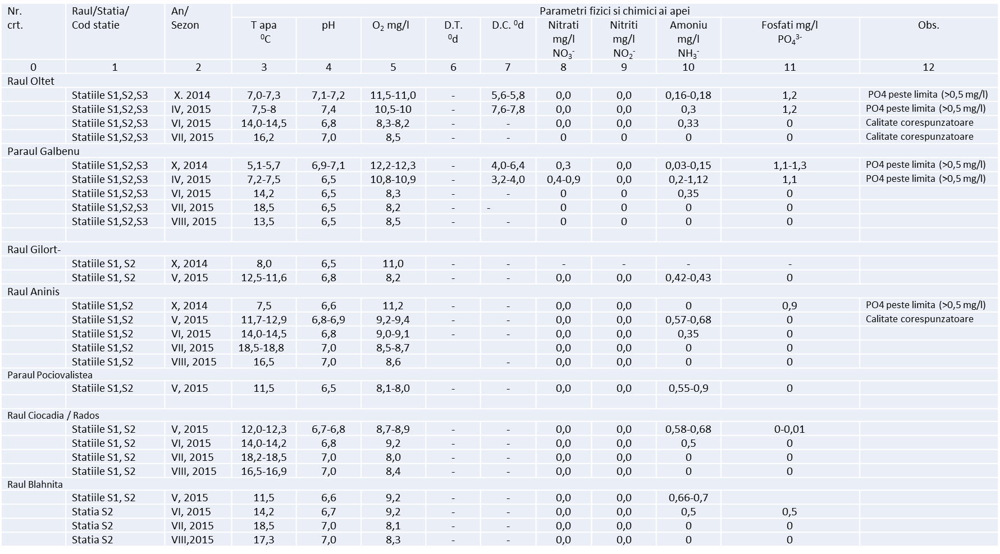 Nr. crt. Raul/Statia/ Cod statie An/ Sezon Parametri fizici si chimici ai apei
T apa ⁰C pH O₂ mg/l D.T. ⁰d D.C. ⁰d Nitrati mg/l NO₃⁻ Nitriti mg/l NO₂⁻ Amoniu mg/l NH₃⁻ Fosfati mg/l PO₄³⁻ Obs.
0 1 2 3 4 5 6 7 8 9 10 11 12
Raul Oltet
Statiile S1,S2,S3 X. 2014 7,0-7,3 7,1-7,2 11,5-11,0 - 5,6-5,8 0,0 0,0 0,16-0,18 1,2 PO4 peste limita (>0,5 mg/l)
Statiile S1,S2,S3 IV, 2015 7,5-8 7,4 10,5-10 - 7,6-7,8 0,0 0,0 0,3 1,2 PO4 peste limita (>0,5 mg/l)
Statiile S1,S2,S3 VI, 2015 14,0-14,5 6,8 8,3-8,2 - - 0,0 0,0 0,33 0 Calitate corespunzatoare
Statiile S1,S2,S3 VII, 2015 16,2 7,0 8,5 - - 0 0 0 0 Calitate corespunzatoare
Paraul Galbenu
Statiile S1,S2,S3 X, 2014 5,1-5,7 6,9-7,1 12,2-12,3 - 4,0-6,4 0,3 0,0 0,03-0,15 1,1-1,3 PO4 peste limita (>0,5 mg/l)
Statiile S1,S2,S3 IV, 2015 7,2-7,5 6,5 10,8-10,9 - 3,2-4,0 0,4-0,9 0,0 0,2-1,12 1,1 PO4 peste limita (>0,5 mg/l)
Statiile S1,S2,S3 VI, 2015 14,2 6,5 8,3 - - 0 0 0,35 0
Statiile S1,S2,S3 VII, 2015 18,5 6,5 8,2 - - 0 0 0 0
Statiile S1,S2,S3 VIII, 2015 13,5 6,5 8,5 - - 0 0 0 0
Raul Gilort-
Statiile S1, S2 X, 2014 8,0 6,5 11,0 - - - - - -
Statiile S1, S2 V, 2015 12,5-11,6 6,8 8,2 - - 0,0 0,0 0,42-0,43 0
Raul Aninis
Statiile S1,S2 X, 2014 7,5 6,6 11,2 - - 0,0 0,0 0 0,9 PO4 peste limita (>0,5 mg/l)
Statiile S1,S2 V, 2015 11,7-12,9 6,8-6,9 9,2-9,4 - - 0,0 0,0 0,57-0,68 0 Calitate corespunzatoare
Statiile S1,S2 VI, 2015 14,0-14,5 6,8 9,0-9,1 - - 0,0 0,0 0,35 0
Statiile S1,S2 VII, 2015 18,5-18,8 7,0 8,5-8,7 0,0 0,0 0 0
Statiile S1,S2 VIII, 2015 16,5 7,0 8,6 - 0,0 0,0 0 0
Paraul Pociovalistea
Statiile S1,S2 V, 2015 11,5 6,5 8,1-8,0 - - 0,0 0,0 0,55-0,9 0
Raul Ciocadia / Rados
Statiile S1, S2 V, 2015 12,0-12,3 6,7-6,8 8,7-8,9 - - 0,0 0,0 0,58-0,68 0-0,01
Statiile S1, S2 VI, 2015 14,0-14,2 6,8 9,2 - - 0,0 0,0 0,5 0
Statiile S1, S2 VII, 2015 18,2-18,5 7,0 8,0 - - 0,0 0,0 0 0
Statiile S1, S2 VIII, 2015 16,5-16,9 7,0 8,4 - - 0,0 0,0 0 0
Raul Blahnita
Statiile S1, S2 V, 2015 11,5 6,6 9,2 - - 0,0 0,0 0,66-0,7
Statia S2 VI, 2015 14,2 6,7 9,2 - - 0,0 0,0 0,5 0,5
Statia S2 VII, 2015 18,5 7,0 8,1 - - 0,0 0,0 0 0
Statia S2 VIII,2015 17,3 7,0 8,3 - - 0,0 0,0 0 0